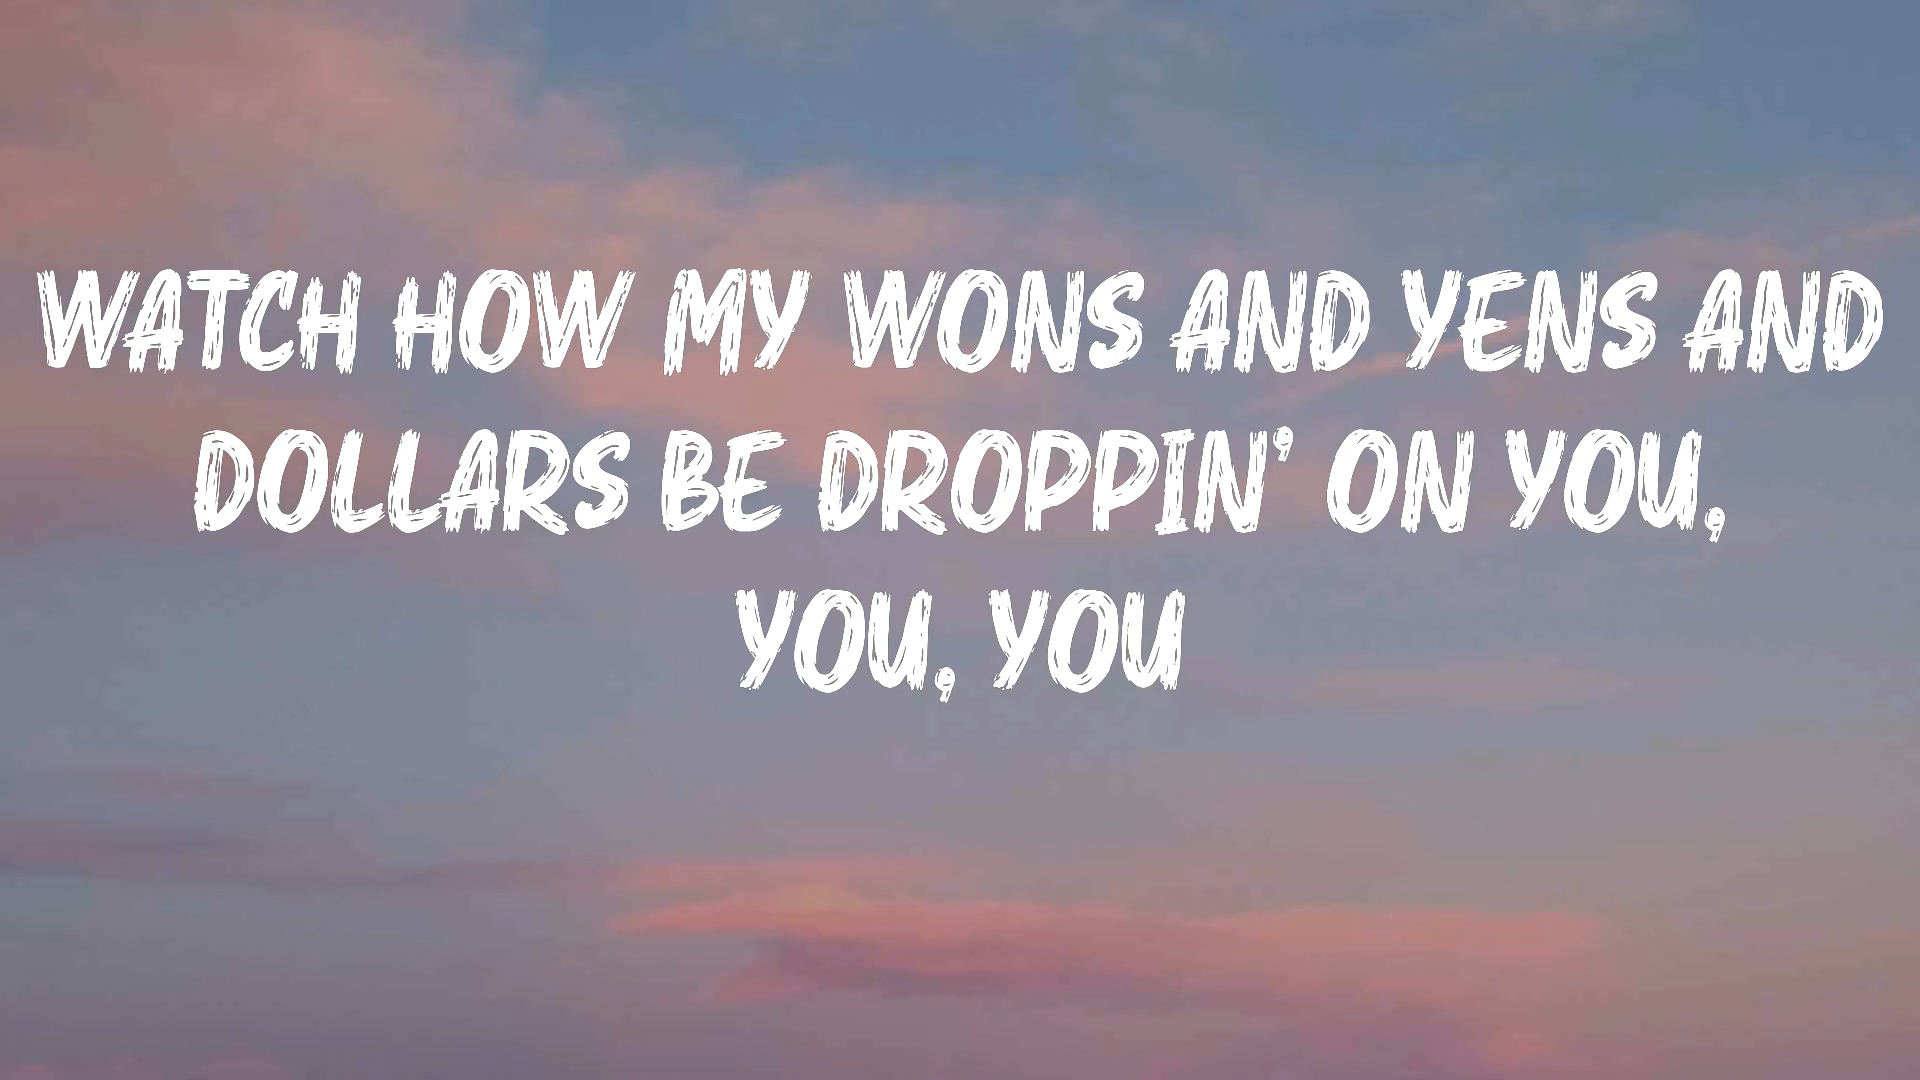 WATCH HOW MY WONS AND YENS AND
DOLLARS BE DROPPIN' ON YOU,
YOU, YOU